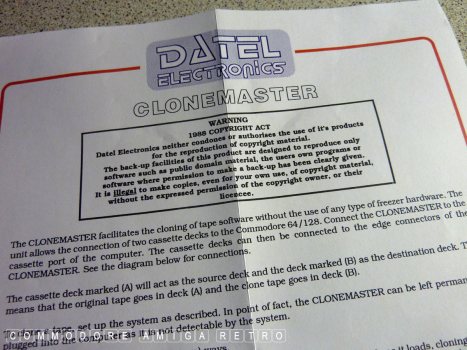 DATEL
ELECTRONICS
CLONEMASTER
WARNING
1988 COPYRIGHT ACT
Datel Electronics neither condones or authorises the use of it's products
for the reproduction of copyright material.
The back-up facilities of this product are designed to reproduce only
software such as public domain material, the users own programs or
software where permission to make a back-up has been clearly given.
It is illegal to make copies, even for your own use, of copyright material,
without the expressed permission of the copyright owner, or their
licencee.
The CLONEMASTER facilitates the cloning of tape software without the use of any type of freezer hardware. The
unit allows the connection of two cassette decks to the Commodore 64/128. Connect the CLONEMASTER to the
cassette port of the computer. The cassette decks can then be connected to the edge connectors of the
CLONEMASTER. See the diagram below for connections.
The cassette deck marked (A) will act as the source deck and the deck marked (B) as the destination deck.
means that the original tape goes in deck (A) and the clone tape goes in deck (B).
tape, set up the system as described. In point of fact, the CLONEMASTER can be left
plugged into the computer as it is not detectable by the system.
COMMODORE AMIGA RETRO
loads, cloning